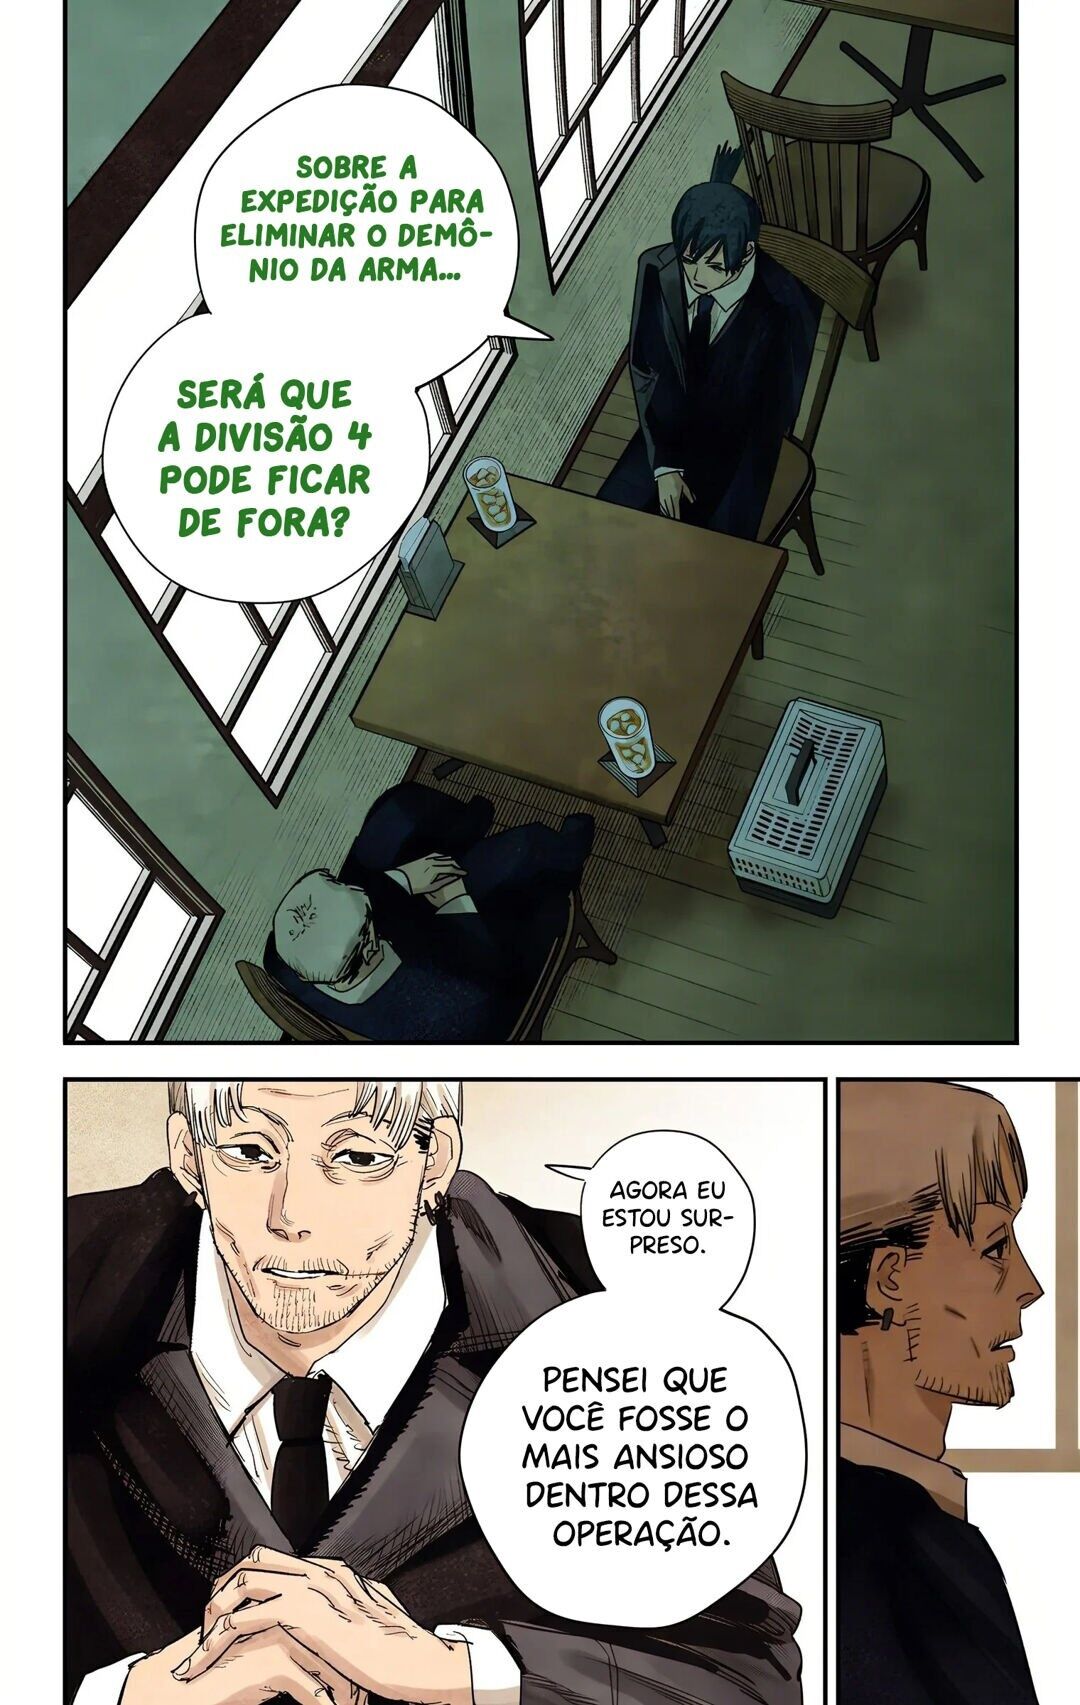 SOBRE A
EXPEDIÇÃO PARA
ELIMINAR O DEMÔ-
NIO DA ARMA...
SERÁ QUE
A DIVISÃO 4
PODE FICAR
DE FORA?
AGORA EU
ESTOU SUR-
PRESO.
PENSEI QUE
VOCÊ FOSSE O
MAIS ANSIOSO
DENTRO DESSA
OPERAÇÃO.